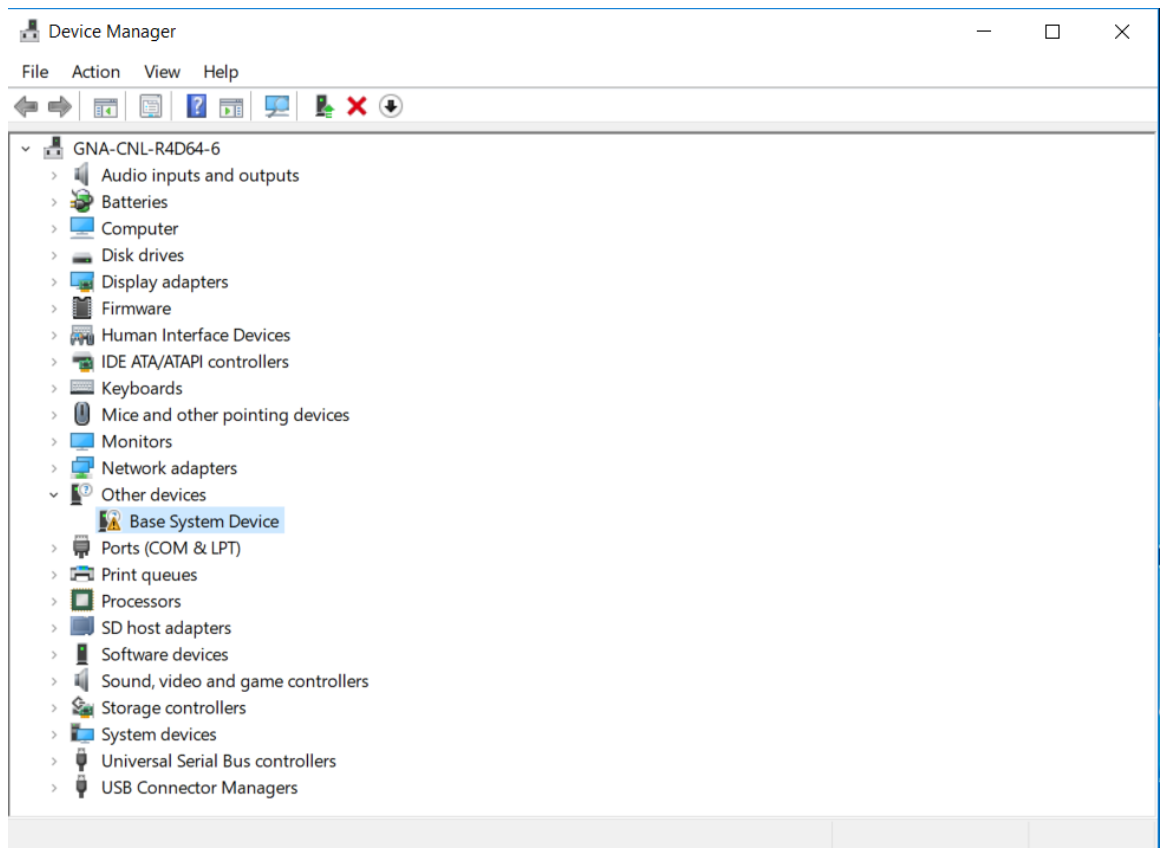 Device Manager
File Action View Help
GNA-CNL-R4D64-6
Audio inputs and outputs
Batteries
Computer
Disk drives
Display adapters
Firmware
Human Interface Devices
IDE ATA/ATAPI controllers
Keyboards
Mice and other pointing devices
Monitors
Network adapters
Other devices
Base System Device
Ports (COM & LPT)
Print queues
Processors
SD host adapters
Software devices
Sound, video and game controllers
Storage controllers
System devices
Universal Serial Bus controllers
USB Connector Managers